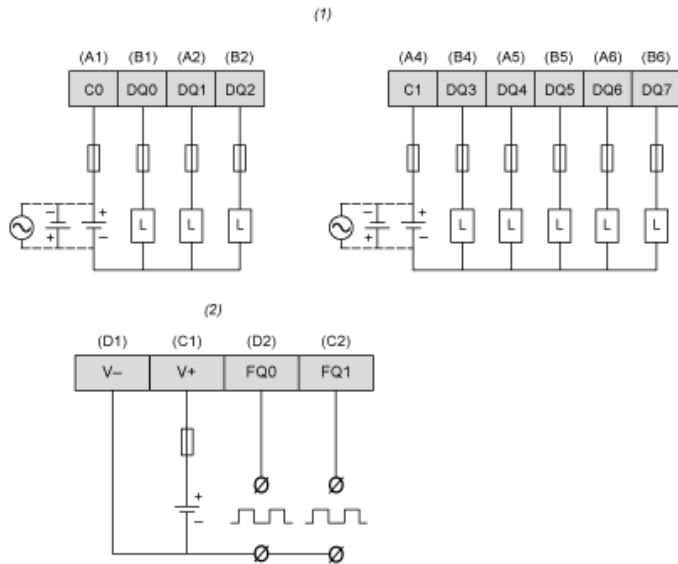 (1)
(A1) (B1) (A2) (B2)
C0 DQ0 DQ1 DQ2
− +
+ −
L L L
(A4) (B4) (A5) (B5) (A6) (B6)
C1 DQ3 DQ4 DQ5 DQ6 DQ7
− +
+ −
L L L L L
(2)
(D1) (C1) (D2) (C2)
V− V+ FQ0 FQ1
+
−